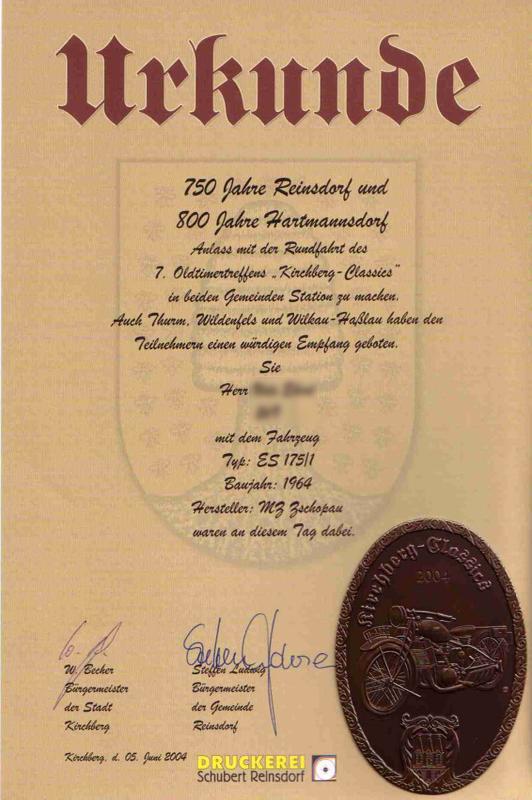 Urkunde
750 Jahre Reinsdorf und
800 Jahre Hartmannsdorf
Anlass mit der Rundfahrt des
7. Oldtimertreffens „Kirchberg-Classics"
in beiden Gemeinden Station zu machen.
Auch Thurm, Wildenfels und Wilkau-Haßlau haben den
Teilnehmern einen würdigen Empfang geboten.
Sie
Herr
mit dem Fahrzeug
Typ: ES 175/1
Baujahr: 1964
Hersteller: MZ Zschopau
waren an diesem Tag dabei.
Kirchberg-Classics
2004
W. Becher
Bürgermeister
der Stadt
Kirchberg
Steffen Ludwig
Bürgermeister
der Gemeinde
Reinsdorf
Kirchberg, d. 05. Juni 2004
DRUCKEREI
Schubert Reinsdorf